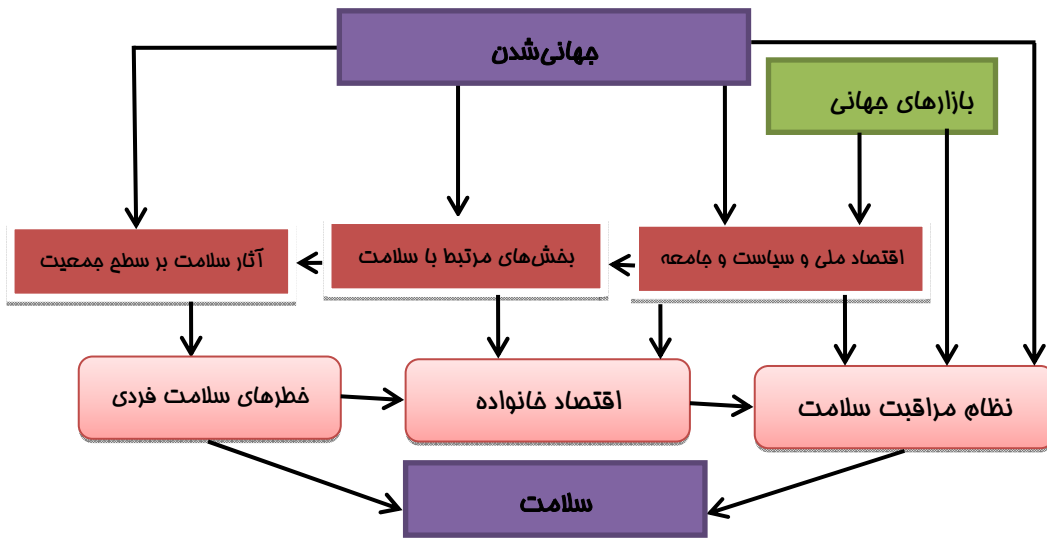 جهانی‌شدن
بازارهای جهانی
اقتصاد ملی و سیاست و جامعه
بخش‌های مرتبط با سلامت
آثار سلامت بر سطح جمعیت
نظام مراقبت سلامت
اقتصاد خانواده
خطرهای سلامت فردی
سلامت